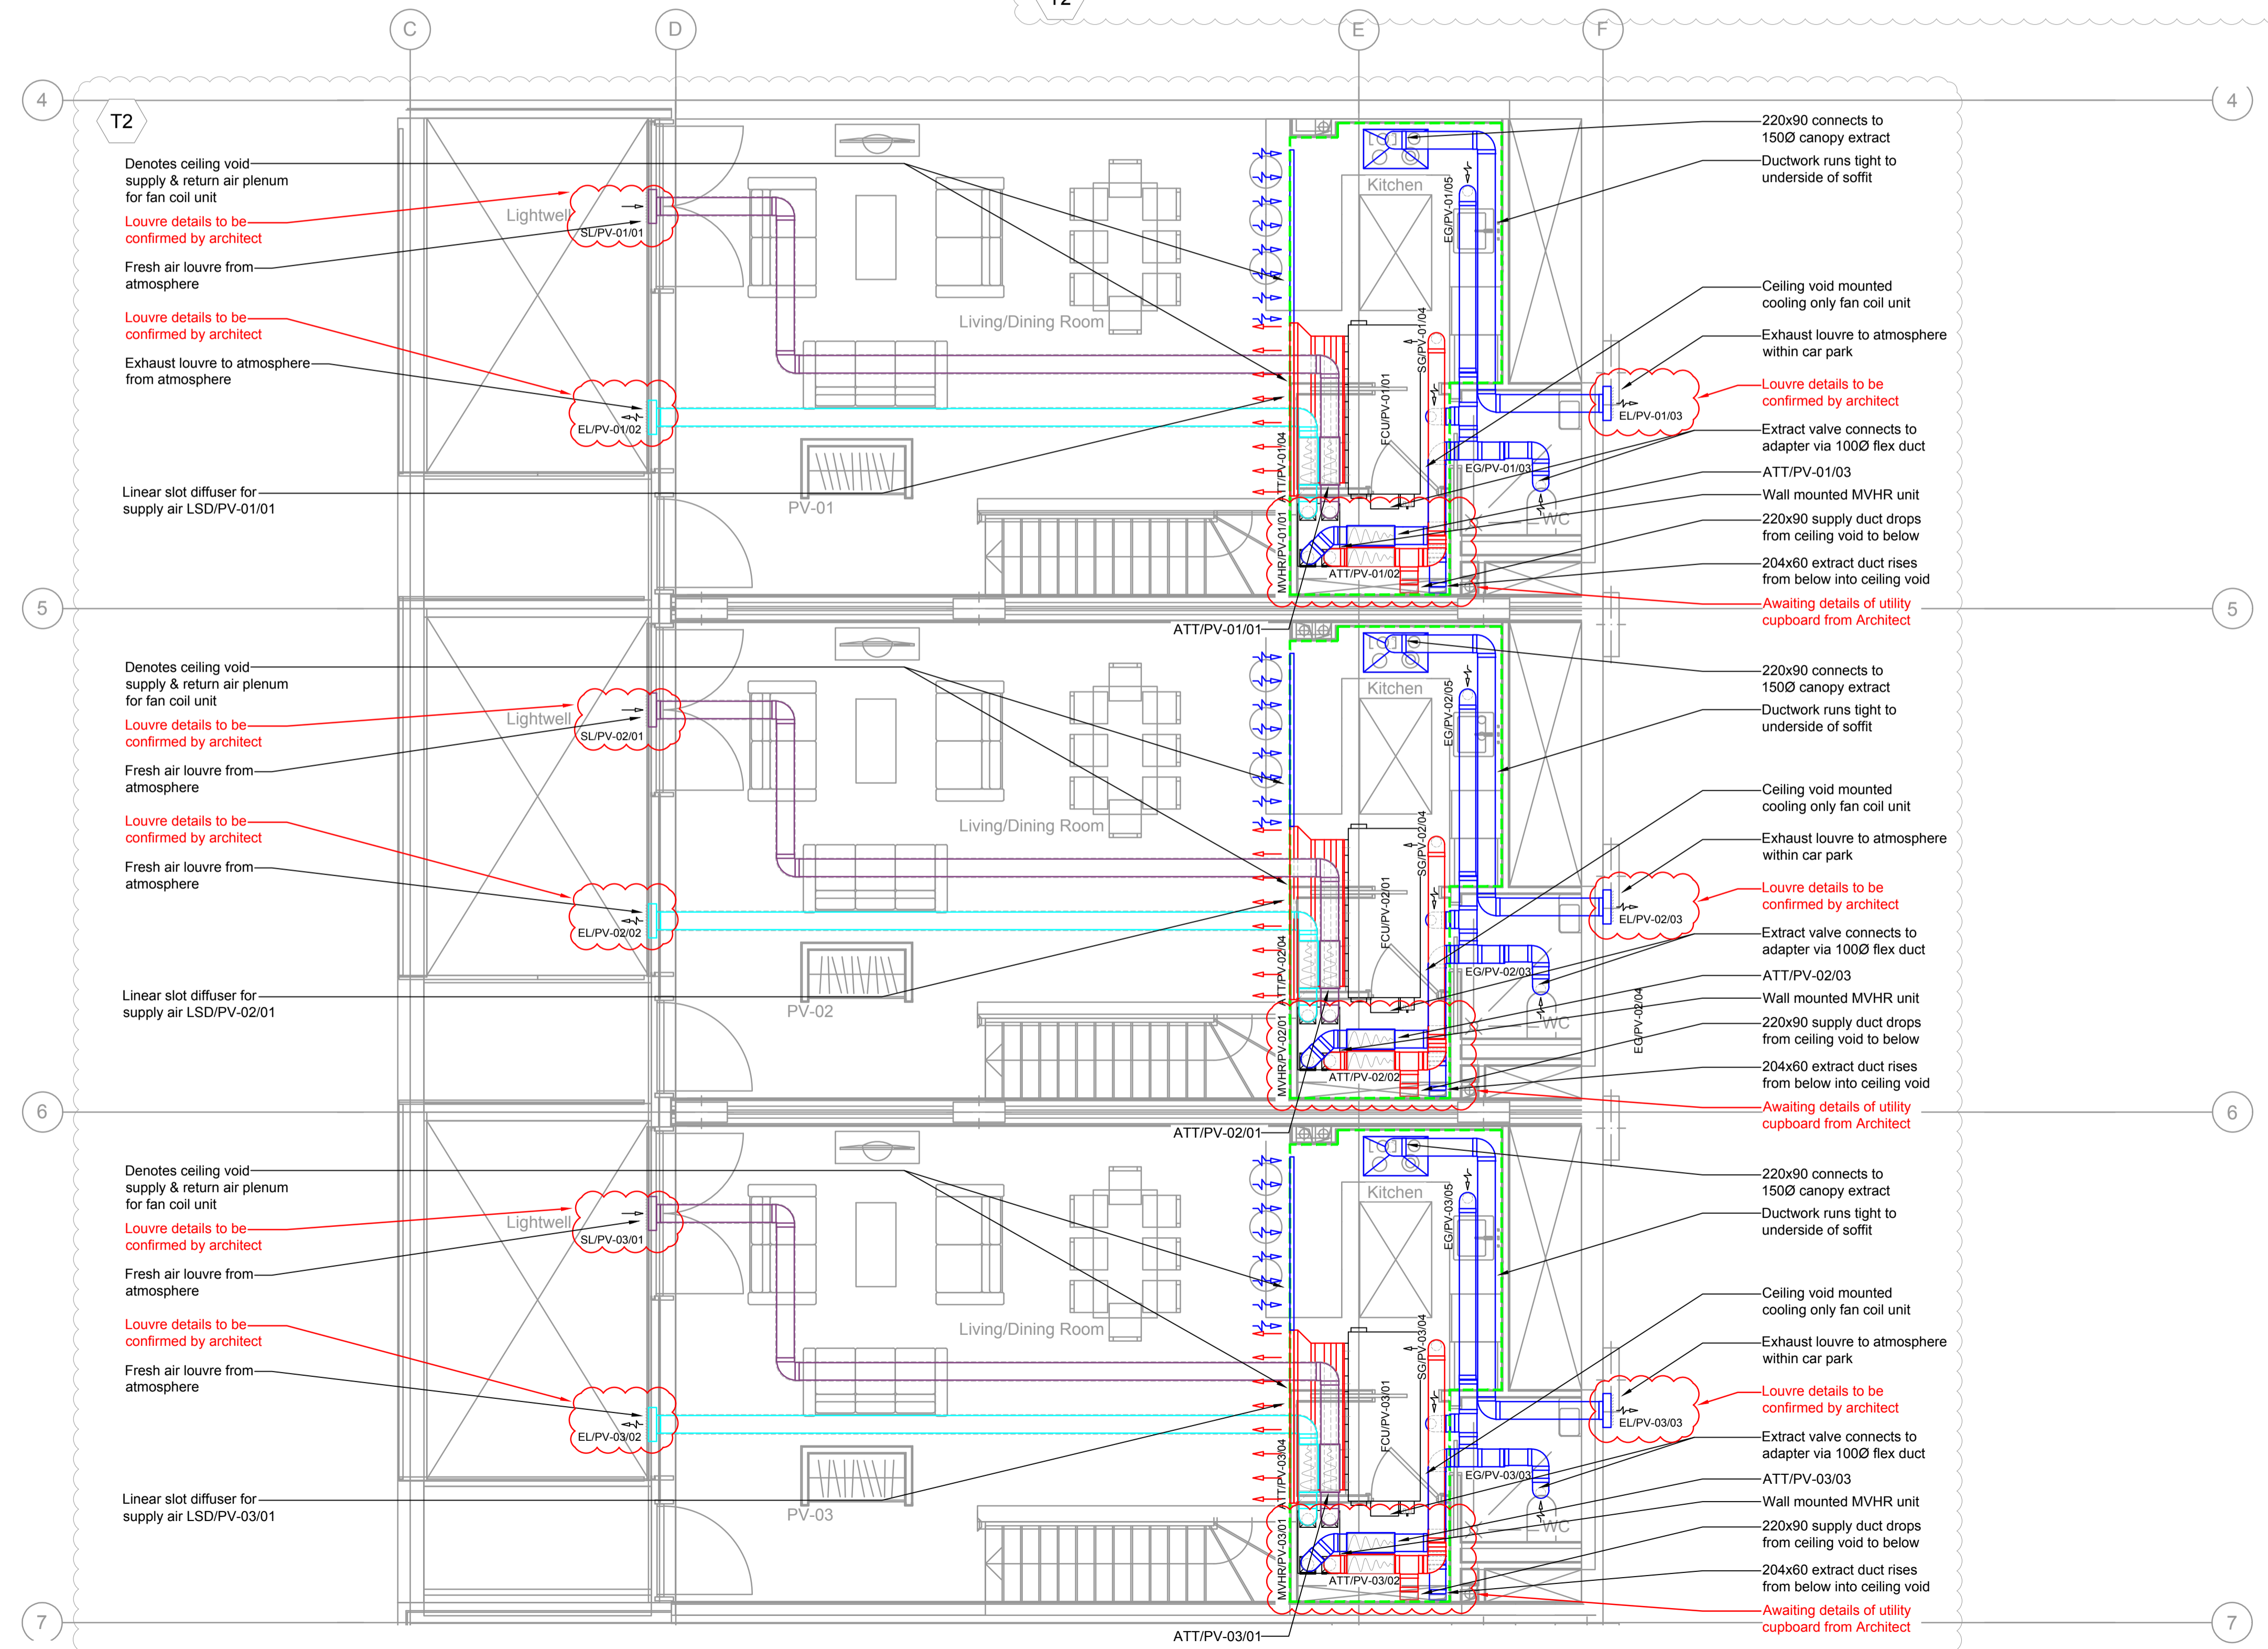 T2
C
D
E
F
4
4
T2
Denotes ceiling void
supply & return air plenum
for fan coil unit
Louvre details to be
confirmed by architect
Fresh air louvre from
atmosphere
Louvre details to be
confirmed by architect
Exhaust louvre to atmosphere
from atmosphere
Linear slot diffuser for
supply air LSD/PV-01/01
Lightwell
SL/PV-01/01
EL/PV-01/02
Living/Dining Room
PV-01
Kitchen
EG/PV-01/05
SG/PV-01/04
FCU/PV-01/01
ATT/PV-01/04
MVHR/PV-01/01
EG/PV-01/03
WC
ATT/PV-01/02
ATT/PV-01/01
EL/PV-01/03
220x90 connects to
150Ø canopy extract
Ductwork runs tight to
underside of soffit
Ceiling void mounted
cooling only fan coil unit
Exhaust louvre to atmosphere
within car park
Louvre details to be
confirmed by architect
Extract valve connects to
adapter via 100Ø flex duct
ATT/PV-01/03
Wall mounted MVHR unit
220x90 supply duct drops
from ceiling void to below
204x60 extract duct rises
from below into ceiling void
Awaiting details of utility
cupboard from Architect
5
5
Denotes ceiling void
supply & return air plenum
for fan coil unit
Louvre details to be
confirmed by architect
Fresh air louvre from
atmosphere
Louvre details to be
confirmed by architect
Fresh air louvre from
atmosphere
Linear slot diffuser for
supply air LSD/PV-02/01
Lightwell
SL/PV-02/01
EL/PV-02/02
Living/Dining Room
PV-02
Kitchen
EG/PV-02/05
SG/PV-02/04
FCU/PV-02/01
ATT/PV-02/04
MVHR/PV-02/01
EG/PV-02/03
WC
ATT/PV-02/02
ATT/PV-02/01
EL/PV-02/03
EG/PV-02/04
220x90 connects to
150Ø canopy extract
Ductwork runs tight to
underside of soffit
Ceiling void mounted
cooling only fan coil unit
Exhaust louvre to atmosphere
within car park
Louvre details to be
confirmed by architect
Extract valve connects to
adapter via 100Ø flex duct
ATT/PV-02/03
Wall mounted MVHR unit
220x90 supply duct drops
from ceiling void to below
204x60 extract duct rises
from below into ceiling void
Awaiting details of utility
cupboard from Architect
6
6
Denotes ceiling void
supply & return air plenum
for fan coil unit
Louvre details to be
confirmed by architect
Fresh air louvre from
atmosphere
Louvre details to be
confirmed by architect
Fresh air louvre from
atmosphere
Linear slot diffuser for
supply air LSD/PV-03/01
Lightwell
SL/PV-03/01
EL/PV-03/02
Living/Dining Room
PV-03
Kitchen
EG/PV-03/05
SG/PV-03/04
FCU/PV-03/01
ATT/PV-03/04
MVHR/PV-03/01
EG/PV-03/03
WC
ATT/PV-03/02
ATT/PV-03/01
EL/PV-03/03
220x90 connects to
150Ø canopy extract
Ductwork runs tight to
underside of soffit
Ceiling void mounted
cooling only fan coil unit
Exhaust louvre to atmosphere
within car park
Louvre details to be
confirmed by architect
Extract valve connects to
adapter via 100Ø flex duct
ATT/PV-03/03
Wall mounted MVHR unit
220x90 supply duct drops
from ceiling void to below
204x60 extract duct rises
from below into ceiling void
Awaiting details of utility
cupboard from Architect
7
7